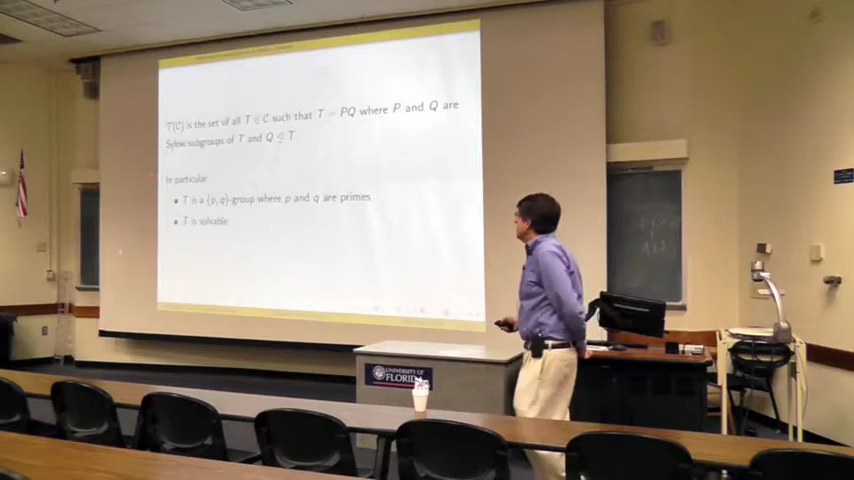 T(C) is the set of all T ∈ C such that T = PQ where P and Q are
Sylow subgroups of T and Q ⊴ T
In particular
• T is a {p, q}-group where p and q are primes
• T is solvable
UNIVERSITY of
FLORIDA